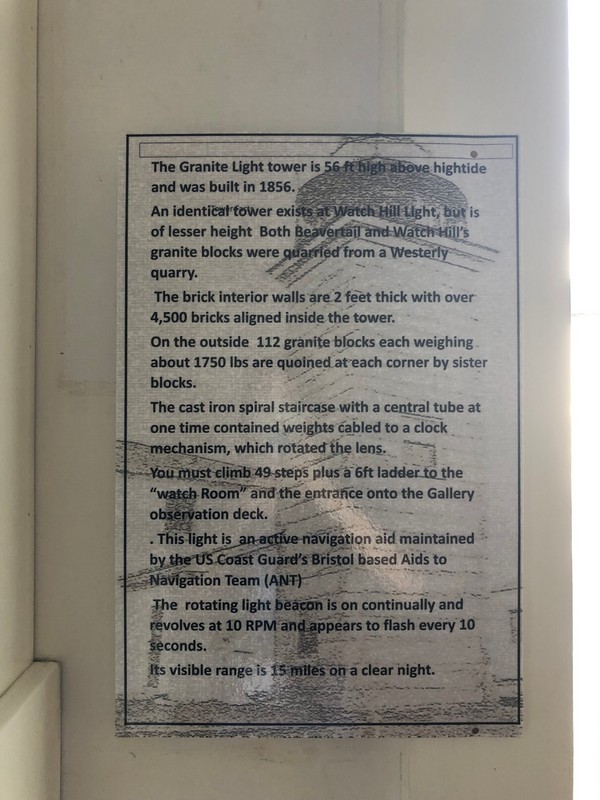 The Granite Light tower is 56 ft high above hightide
and was built in 1856.
An identical tower exists at Watch Hill Light, but is
of lesser height Both Beavertail and Watch Hill's
granite blocks were quarried from a Westerly
quarry.
The brick interior walls are 2 feet thick with over
4,500 bricks aligned inside the tower.
On the outside 112 granite blocks each weighing
about 1750 lbs are quoined at each corner by sister
blocks.
The cast iron spiral staircase with a central tube at
one time contained weights cabled to a clock
mechanism, which rotated the lens.
You must climb 49 steps plus a 6ft ladder to the
“watch Room” and the entrance onto the Gallery
observation deck.
. This light is an active navigation aid maintained
by the US Coast Guard's Bristol based Aids to
Navigation Team (ANT)
The rotating light beacon is on continually and
revolves at 10 RPM and appears to flash every 10
seconds.
Its visible range is 15 miles on a clear night.